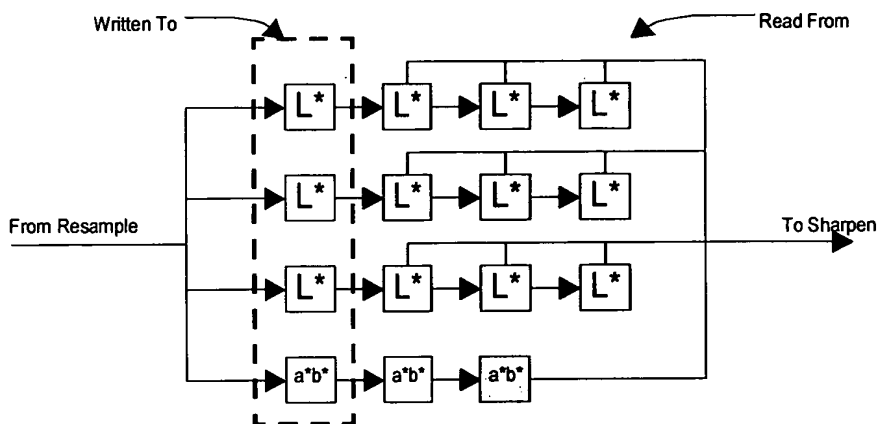 Written To
Read From
L* L* L* L*
L* L* L* L*
From Resample
To Sharpen
L* L* L* L*
a*b* a*b* a*b*